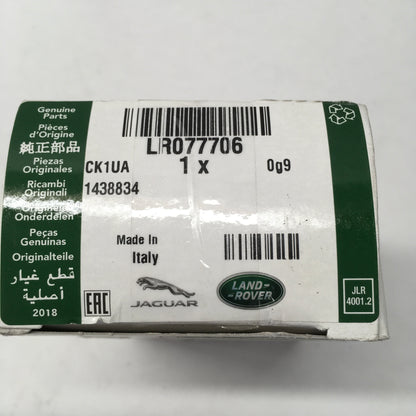 Genuine
Parts
Pièces
d'Origine
純正部品
Piezas
Originales
Ricambi
Originali
Originele
Onderdelen
Peças
Genuinas
Originalteile
قطع غيار
أصلية
2018
LR077706
CK1UA
1 x
0g9
1438834
Made In
Italy
EAC
JAGUAR
LAND-
ROVER
JLR
4001.2